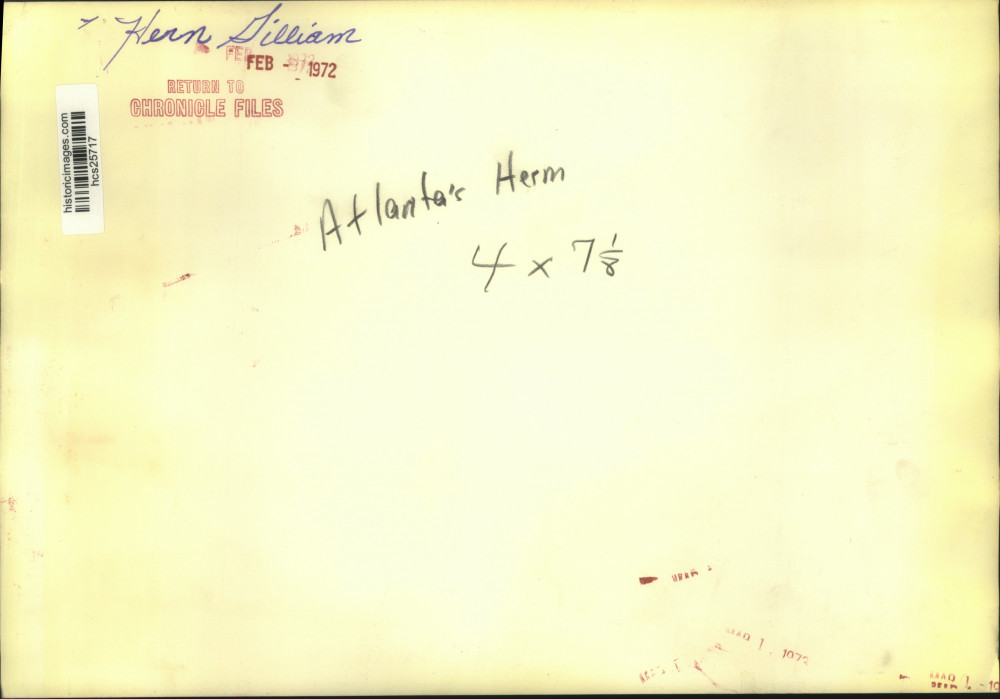 Herm Gilliam
FEB - 1972
RETURN TO
CHRONICLE FILES
historicimages.com
hcs25717
Atlanta's Herm
4 x 7 1/8